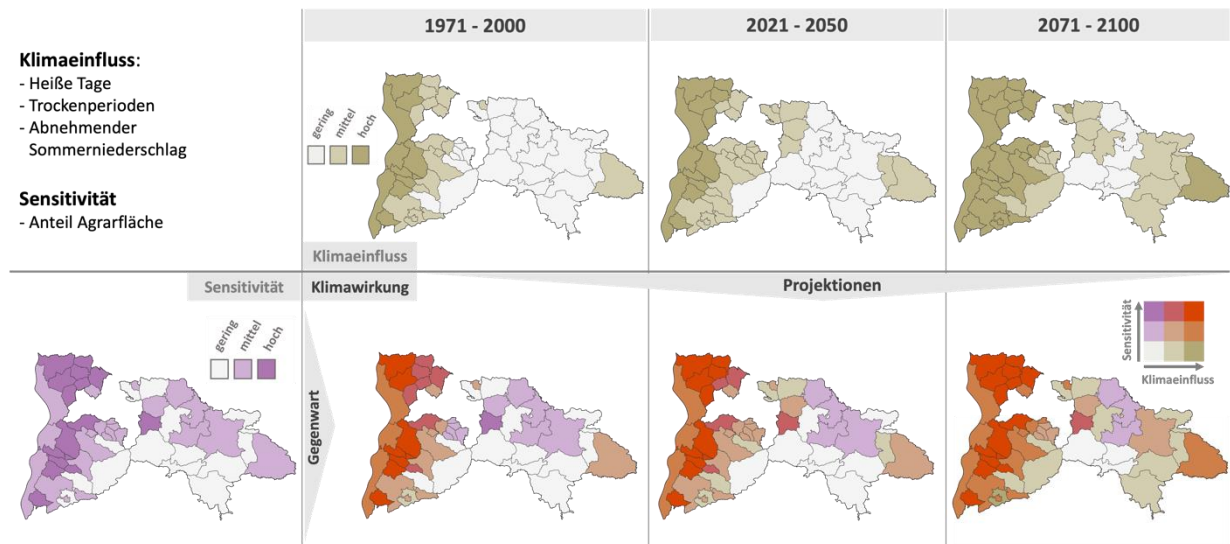 1971 - 2000
2021 - 2050
2071 - 2100
Klimaeinfluss:
- Heiße Tage
- Trockenperioden
- Abnehmender
Sommerniederschlag
Sensitivität
- Anteil Agrarfläche
gering
mittel
hoch
Klimaeinfluss
Sensitivität
Klimawirkung
Projektionen
gering
mittel
hoch
Gegenwart
Sensitivität
Klimaeinfluss